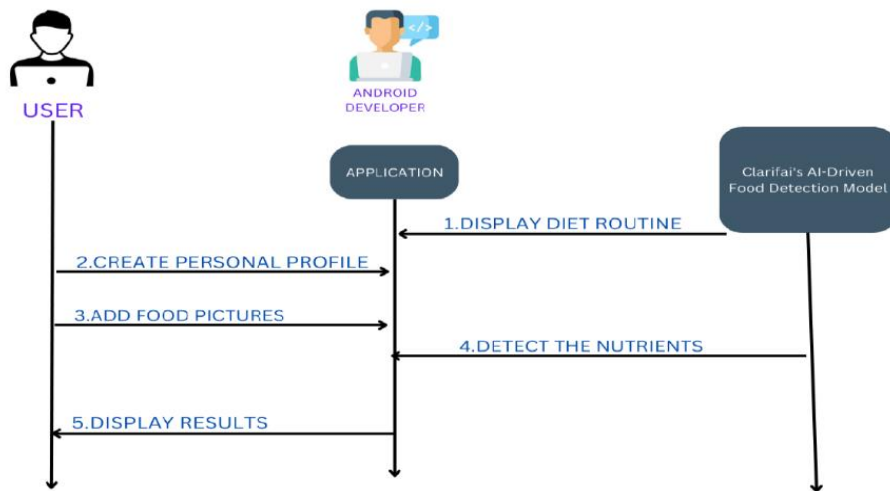 USER
ANDROID
DEVELOPER
</>
APPLICATION
Clarifai's AI-Driven
Food Detection Model
1.DISPLAY DIET ROUTINE
2.CREATE PERSONAL PROFILE
3.ADD FOOD PICTURES
4.DETECT THE NUTRIENTS
5.DISPLAY RESULTS